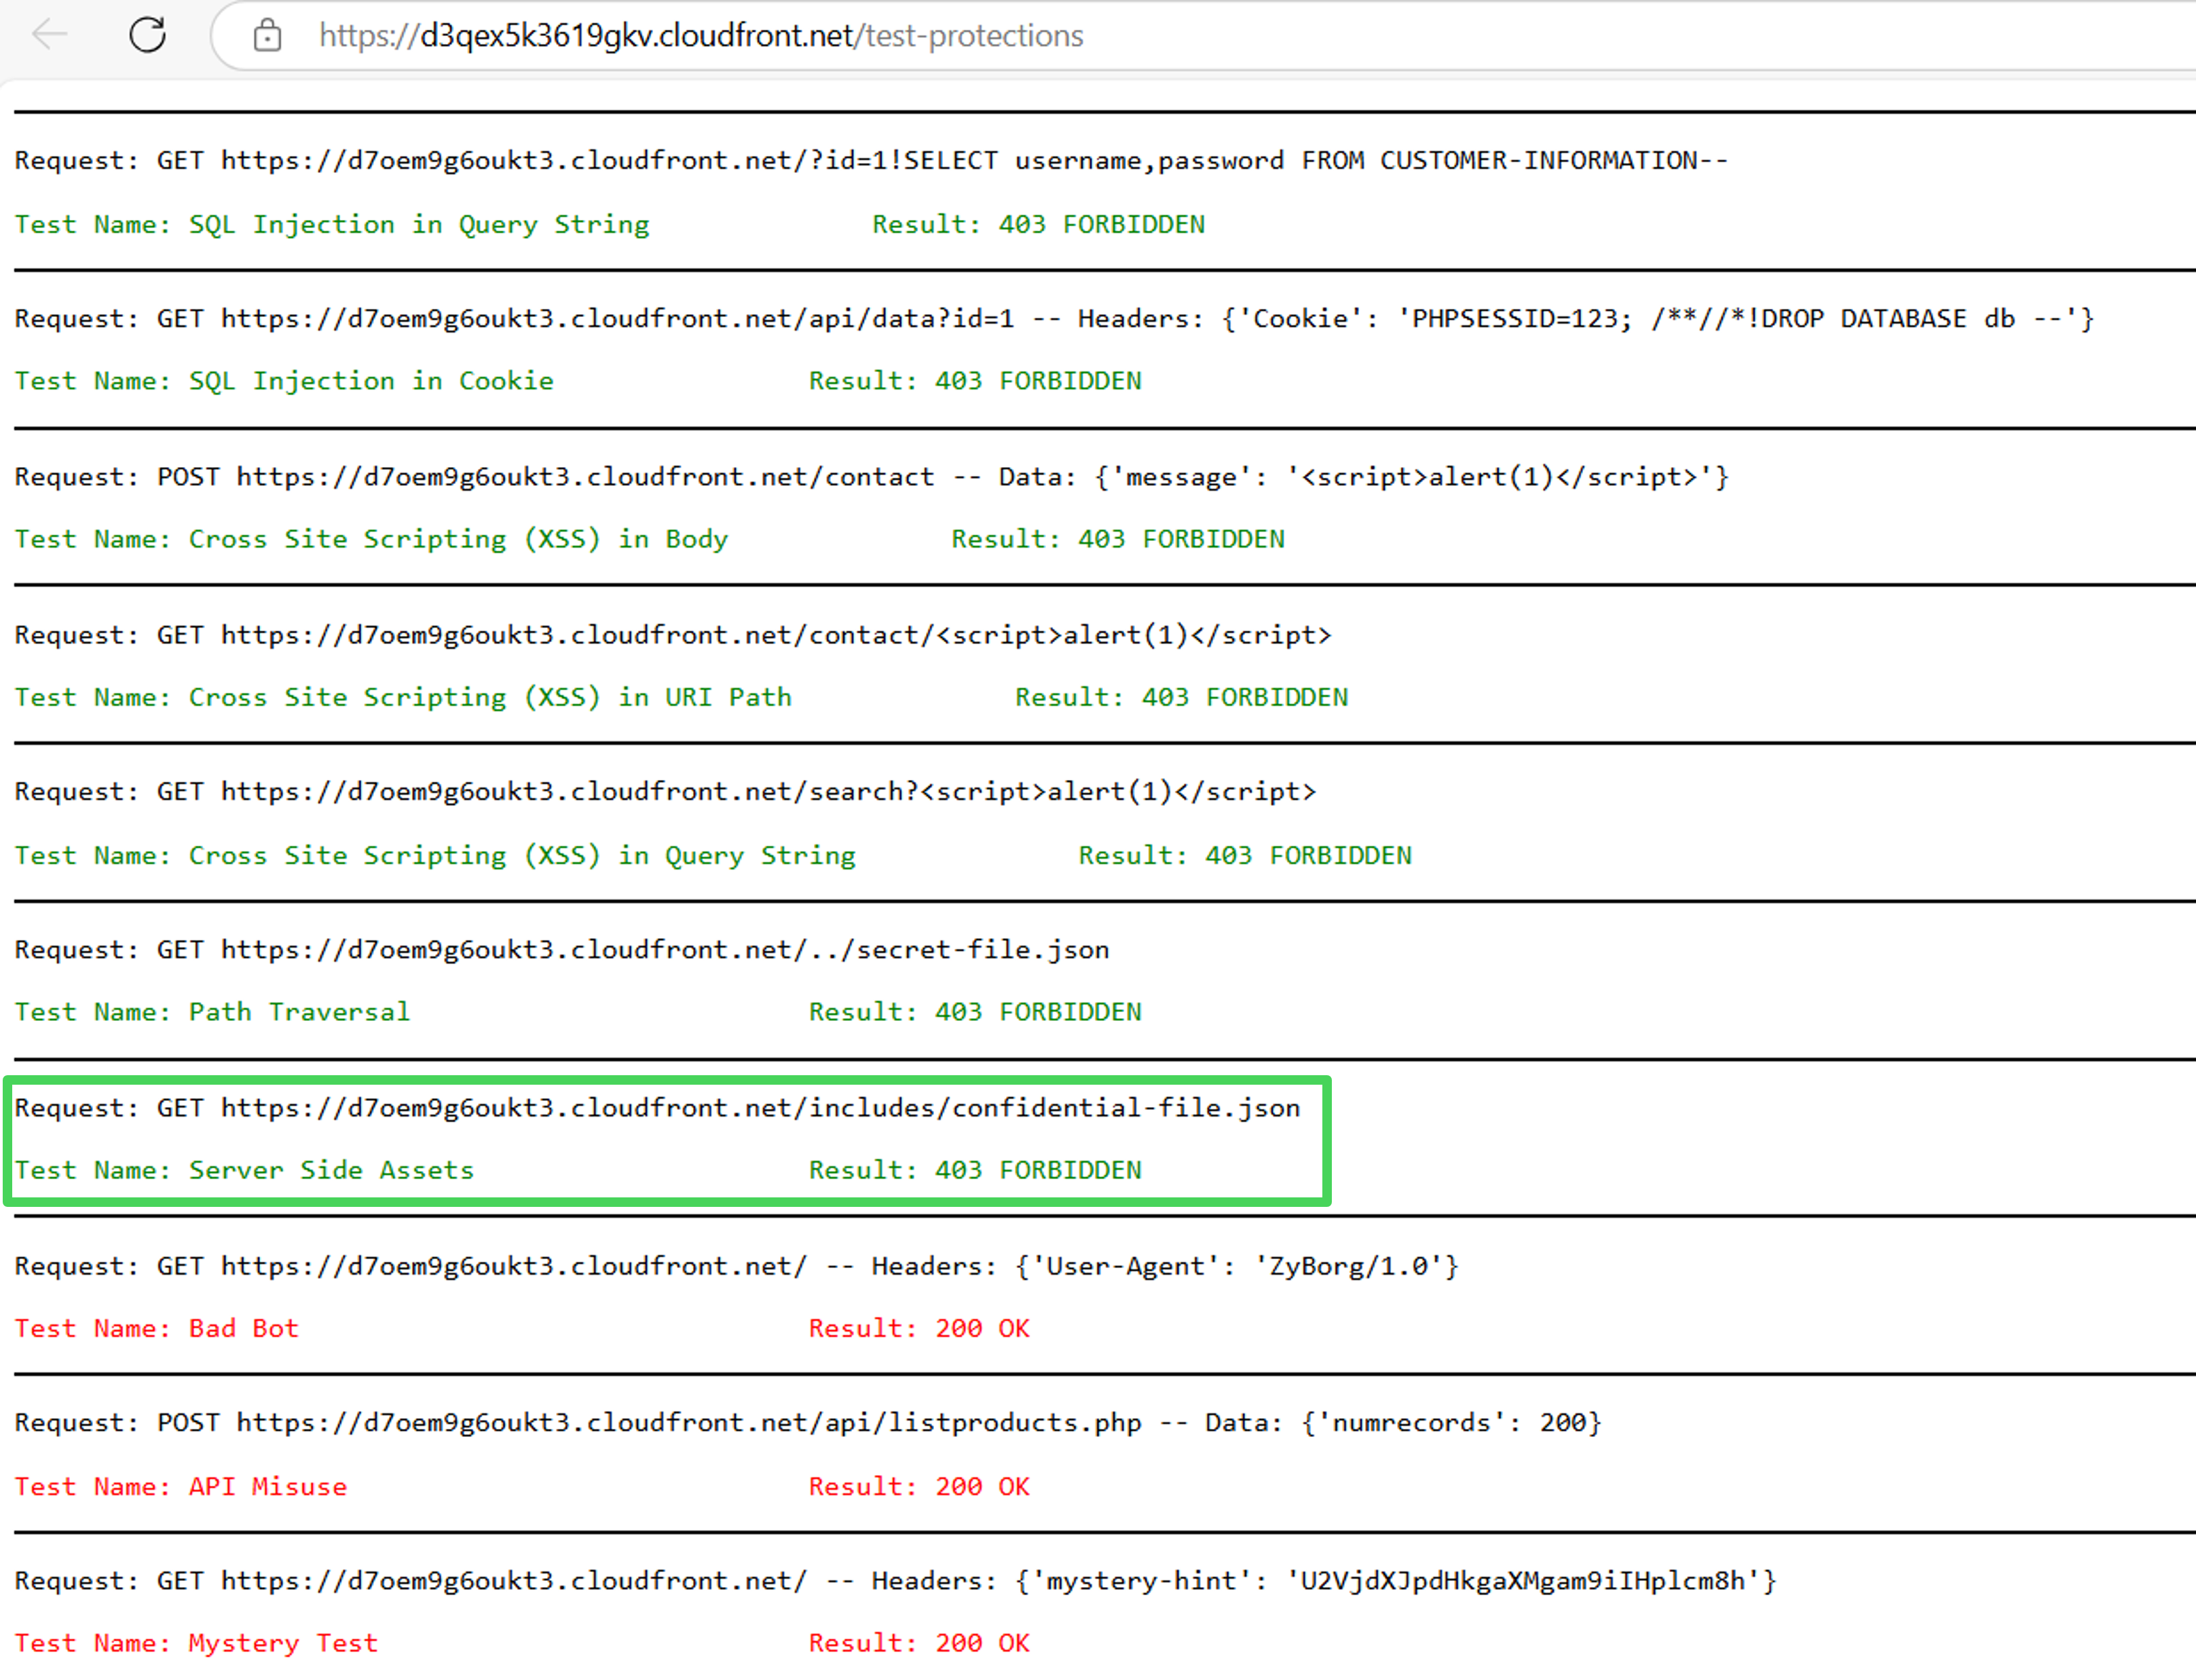 https://d3qex5k3619gkv.cloudfront.net/test-protections
Request: GET https://d7oem9g6oukt3.cloudfront.net/?id=1!SELECT username,password FROM CUSTOMER-INFORMATION--
Test Name: SQL Injection in Query String Result: 403 FORBIDDEN
Request: GET https://d7oem9g6oukt3.cloudfront.net/api/data?id=1 -- Headers: {'Cookie': 'PHPSESSID=123; /**//*!DROP DATABASE db --'}
Test Name: SQL Injection in Cookie Result: 403 FORBIDDEN
Request: POST https://d7oem9g6oukt3.cloudfront.net/contact -- Data: {'message': '<script>alert(1)</script>'}
Test Name: Cross Site Scripting (XSS) in Body Result: 403 FORBIDDEN
Request: GET https://d7oem9g6oukt3.cloudfront.net/contact/<script>alert(1)</script>
Test Name: Cross Site Scripting (XSS) in URI Path Result: 403 FORBIDDEN
Request: GET https://d7oem9g6oukt3.cloudfront.net/search?<script>alert(1)</script>
Test Name: Cross Site Scripting (XSS) in Query String Result: 403 FORBIDDEN
Request: GET https://d7oem9g6oukt3.cloudfront.net/../secret-file.json
Test Name: Path Traversal Result: 403 FORBIDDEN
Request: GET https://d7oem9g6oukt3.cloudfront.net/includes/confidential-file.json
Test Name: Server Side Assets Result: 403 FORBIDDEN
Request: GET https://d7oem9g6oukt3.cloudfront.net/ -- Headers: {'User-Agent': 'ZyBorg/1.0'}
Test Name: Bad Bot Result: 200 OK
Request: POST https://d7oem9g6oukt3.cloudfront.net/api/listproducts.php -- Data: {'numrecords': 200}
Test Name: API Misuse Result: 200 OK
Request: GET https://d7oem9g6oukt3.cloudfront.net/ -- Headers: {'mystery-hint': 'U2VjdXJpdHkgaXMgam9iIHplcm8h'}
Test Name: Mystery Test Result: 200 OK